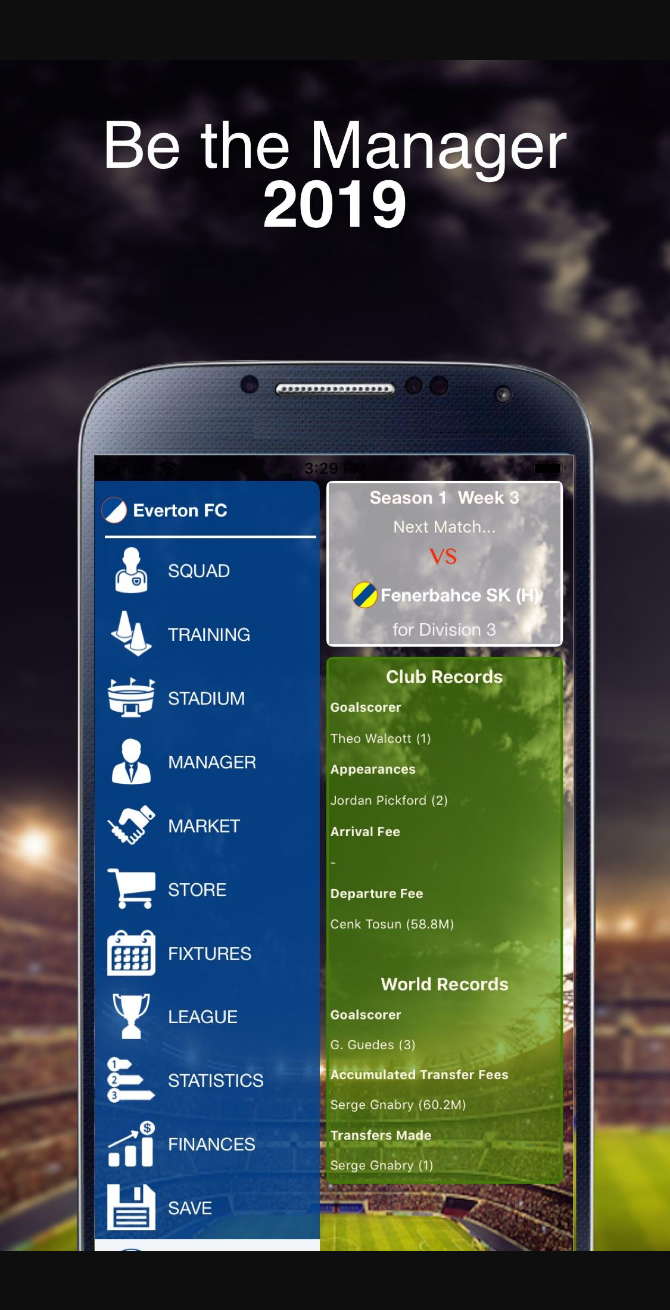 Be the Manager
2019
3:29 PM
Everton FC
SQUAD
TRAINING
STADIUM
MANAGER
MARKET
STORE
FIXTURES
LEAGUE
1
2
3
STATISTICS
$
FINANCES
SAVE
Season 1 Week 3
Next Match...
VS
Fenerbahce SK (H)
for Division 3
Club Records
Goalscorer
Theo Walcott (1)
Appearances
Jordan Pickford (2)
Arrival Fee
-
Departure Fee
Cenk Tosun (58.8M)
World Records
Goalscorer
G. Guedes (3)
Accumulated Transfer Fees
Serge Gnabry (60.2M)
Transfers Made
Serge Gnabry (1)